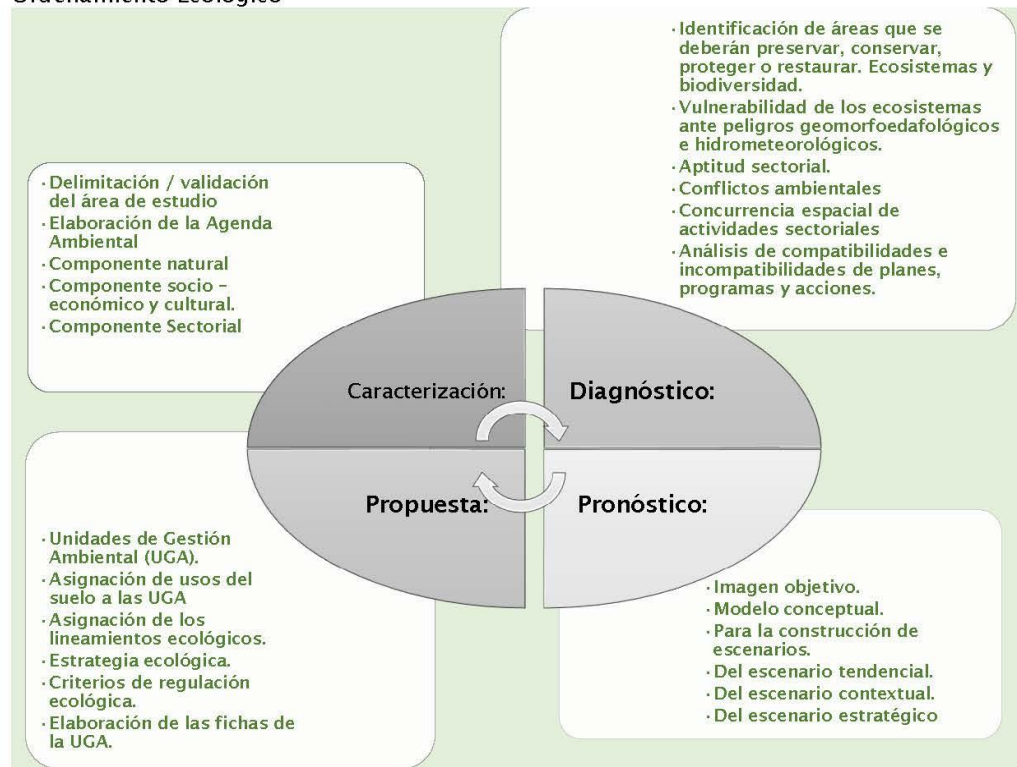 Ordenamiento Ecológico
· Delimitación / validación
del área de estudio
· Elaboración de la Agenda
Ambiental
· Componente natural
· Componente socio –
económico y cultural.
· Componente Sectorial
· Identificación de áreas que se
deberán preservar, conservar,
proteger o restaurar. Ecosistemas y
biodiversidad.
· Vulnerabilidad de los ecosistemas
ante peligros geomorfoedafológicos
e hidrometeorológicos.
· Aptitud sectorial.
· Conflictos ambientales
· Concurrencia espacial de
actividades sectoriales
· Análisis de compatibilidades e
incompatibilidades de planes,
programas y acciones.
Caracterización:
Diagnóstico:
Propuesta:
Pronóstico:
· Unidades de Gestión
Ambiental (UGA).
· Asignación de usos del
suelo a las UGA
· Asignación de los
lineamientos ecológicos.
· Estrategia ecológica.
· Criterios de regulación
ecológica.
· Elaboración de las fichas de
la UGA.
· Imagen objetivo.
· Modelo conceptual.
· Para la construcción de
escenarios.
· Del escenario tendencial.
· Del escenario contextual.
· Del escenario estratégico